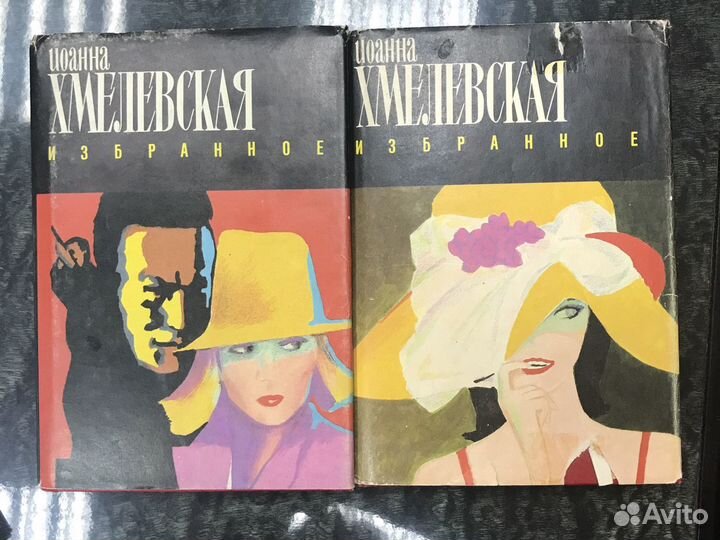 иоанна
ХМЕЛЕВСКАЯ
ИЗБРАННОЕ
иоанна
ХМЕЛЕВСКАЯ
ИЗБРАННОЕ
Avito